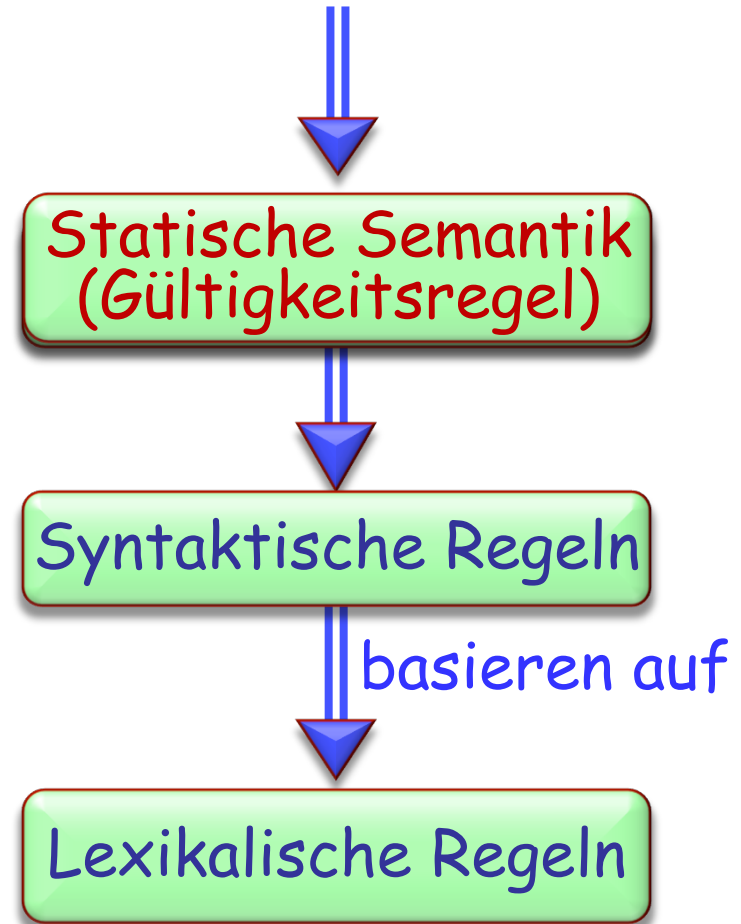 Statische Semantik
(Gültigkeitsregel)
Syntaktische Regeln
basieren auf
Lexikalische Regeln